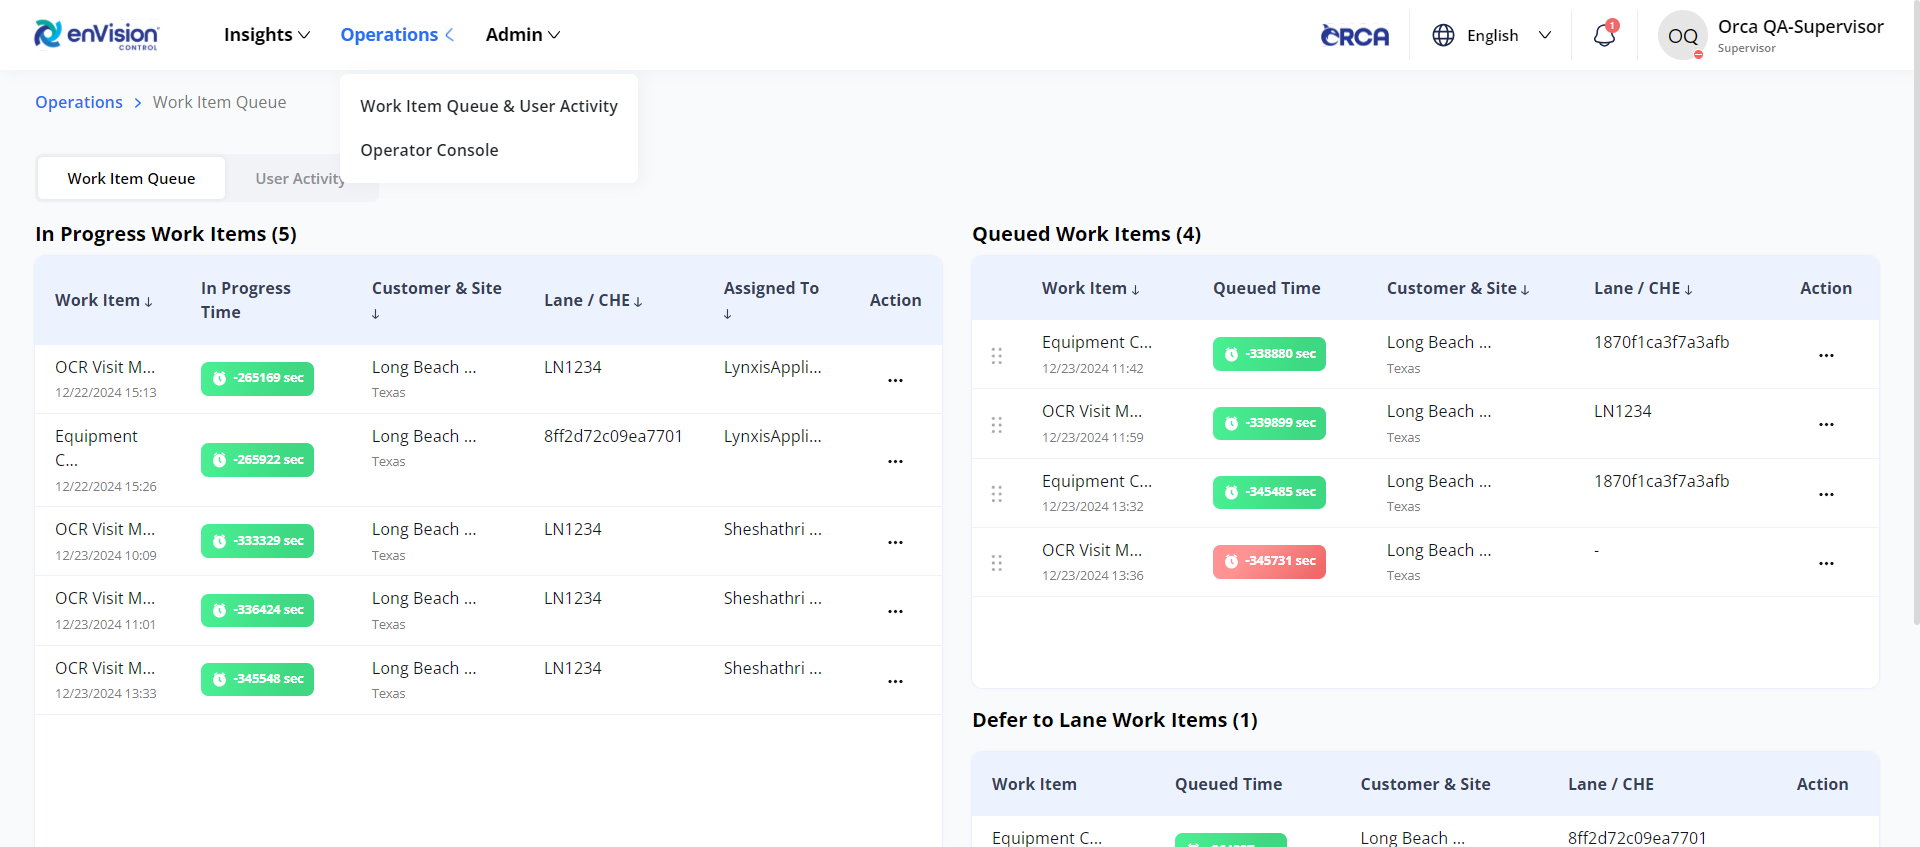 enVision
CONTROL
Insights
Operations
Admin
ORCA
English
1
OQ
Orca QA-Supervisor
Supervisor
Operations > Work Item Queue
Work Item Queue & User Activity
Operator Console
Work Item Queue
User Activity
In Progress Work Items (5)
Work Item ↓ In Progress Time Customer & Site ↓ Lane / CHE ↓ Assigned To ↓ Action
OCR Visit M... -265169 sec Long Beach ... LN1234 LynxisAppli... ...
12/22/2024 15:13 Texas
Equipment C... -265922 sec Long Beach ... 8ff2d72c09ea7701 LynxisAppli... ...
12/22/2024 15:26 Texas
OCR Visit M... -333329 sec Long Beach ... LN1234 Sheshathri ... ...
12/23/2024 10:09 Texas
OCR Visit M... -336424 sec Long Beach ... LN1234 Sheshathri ... ...
12/23/2024 11:01 Texas
OCR Visit M... -345548 sec Long Beach ... LN1234 Sheshathri ... ...
12/23/2024 13:33 Texas
Queued Work Items (4)
Work Item ↓ Queued Time Customer & Site ↓ Lane / CHE ↓ Action
Equipment C... -338880 sec Long Beach ... 1870f1ca3f7a3afb ...
12/23/2024 11:42 Texas
OCR Visit M... -339899 sec Long Beach ... LN1234 ...
12/23/2024 11:59 Texas
Equipment C... -345485 sec Long Beach ... 1870f1ca3f7a3afb ...
12/23/2024 13:32 Texas
OCR Visit M... -345731 sec Long Beach ... - ...
12/23/2024 13:36 Texas
Defer to Lane Work Items (1)
Work Item Queued Time Customer & Site Lane / CHE Action
Equipment C... Long Beach ... 8ff2d72c09ea7701